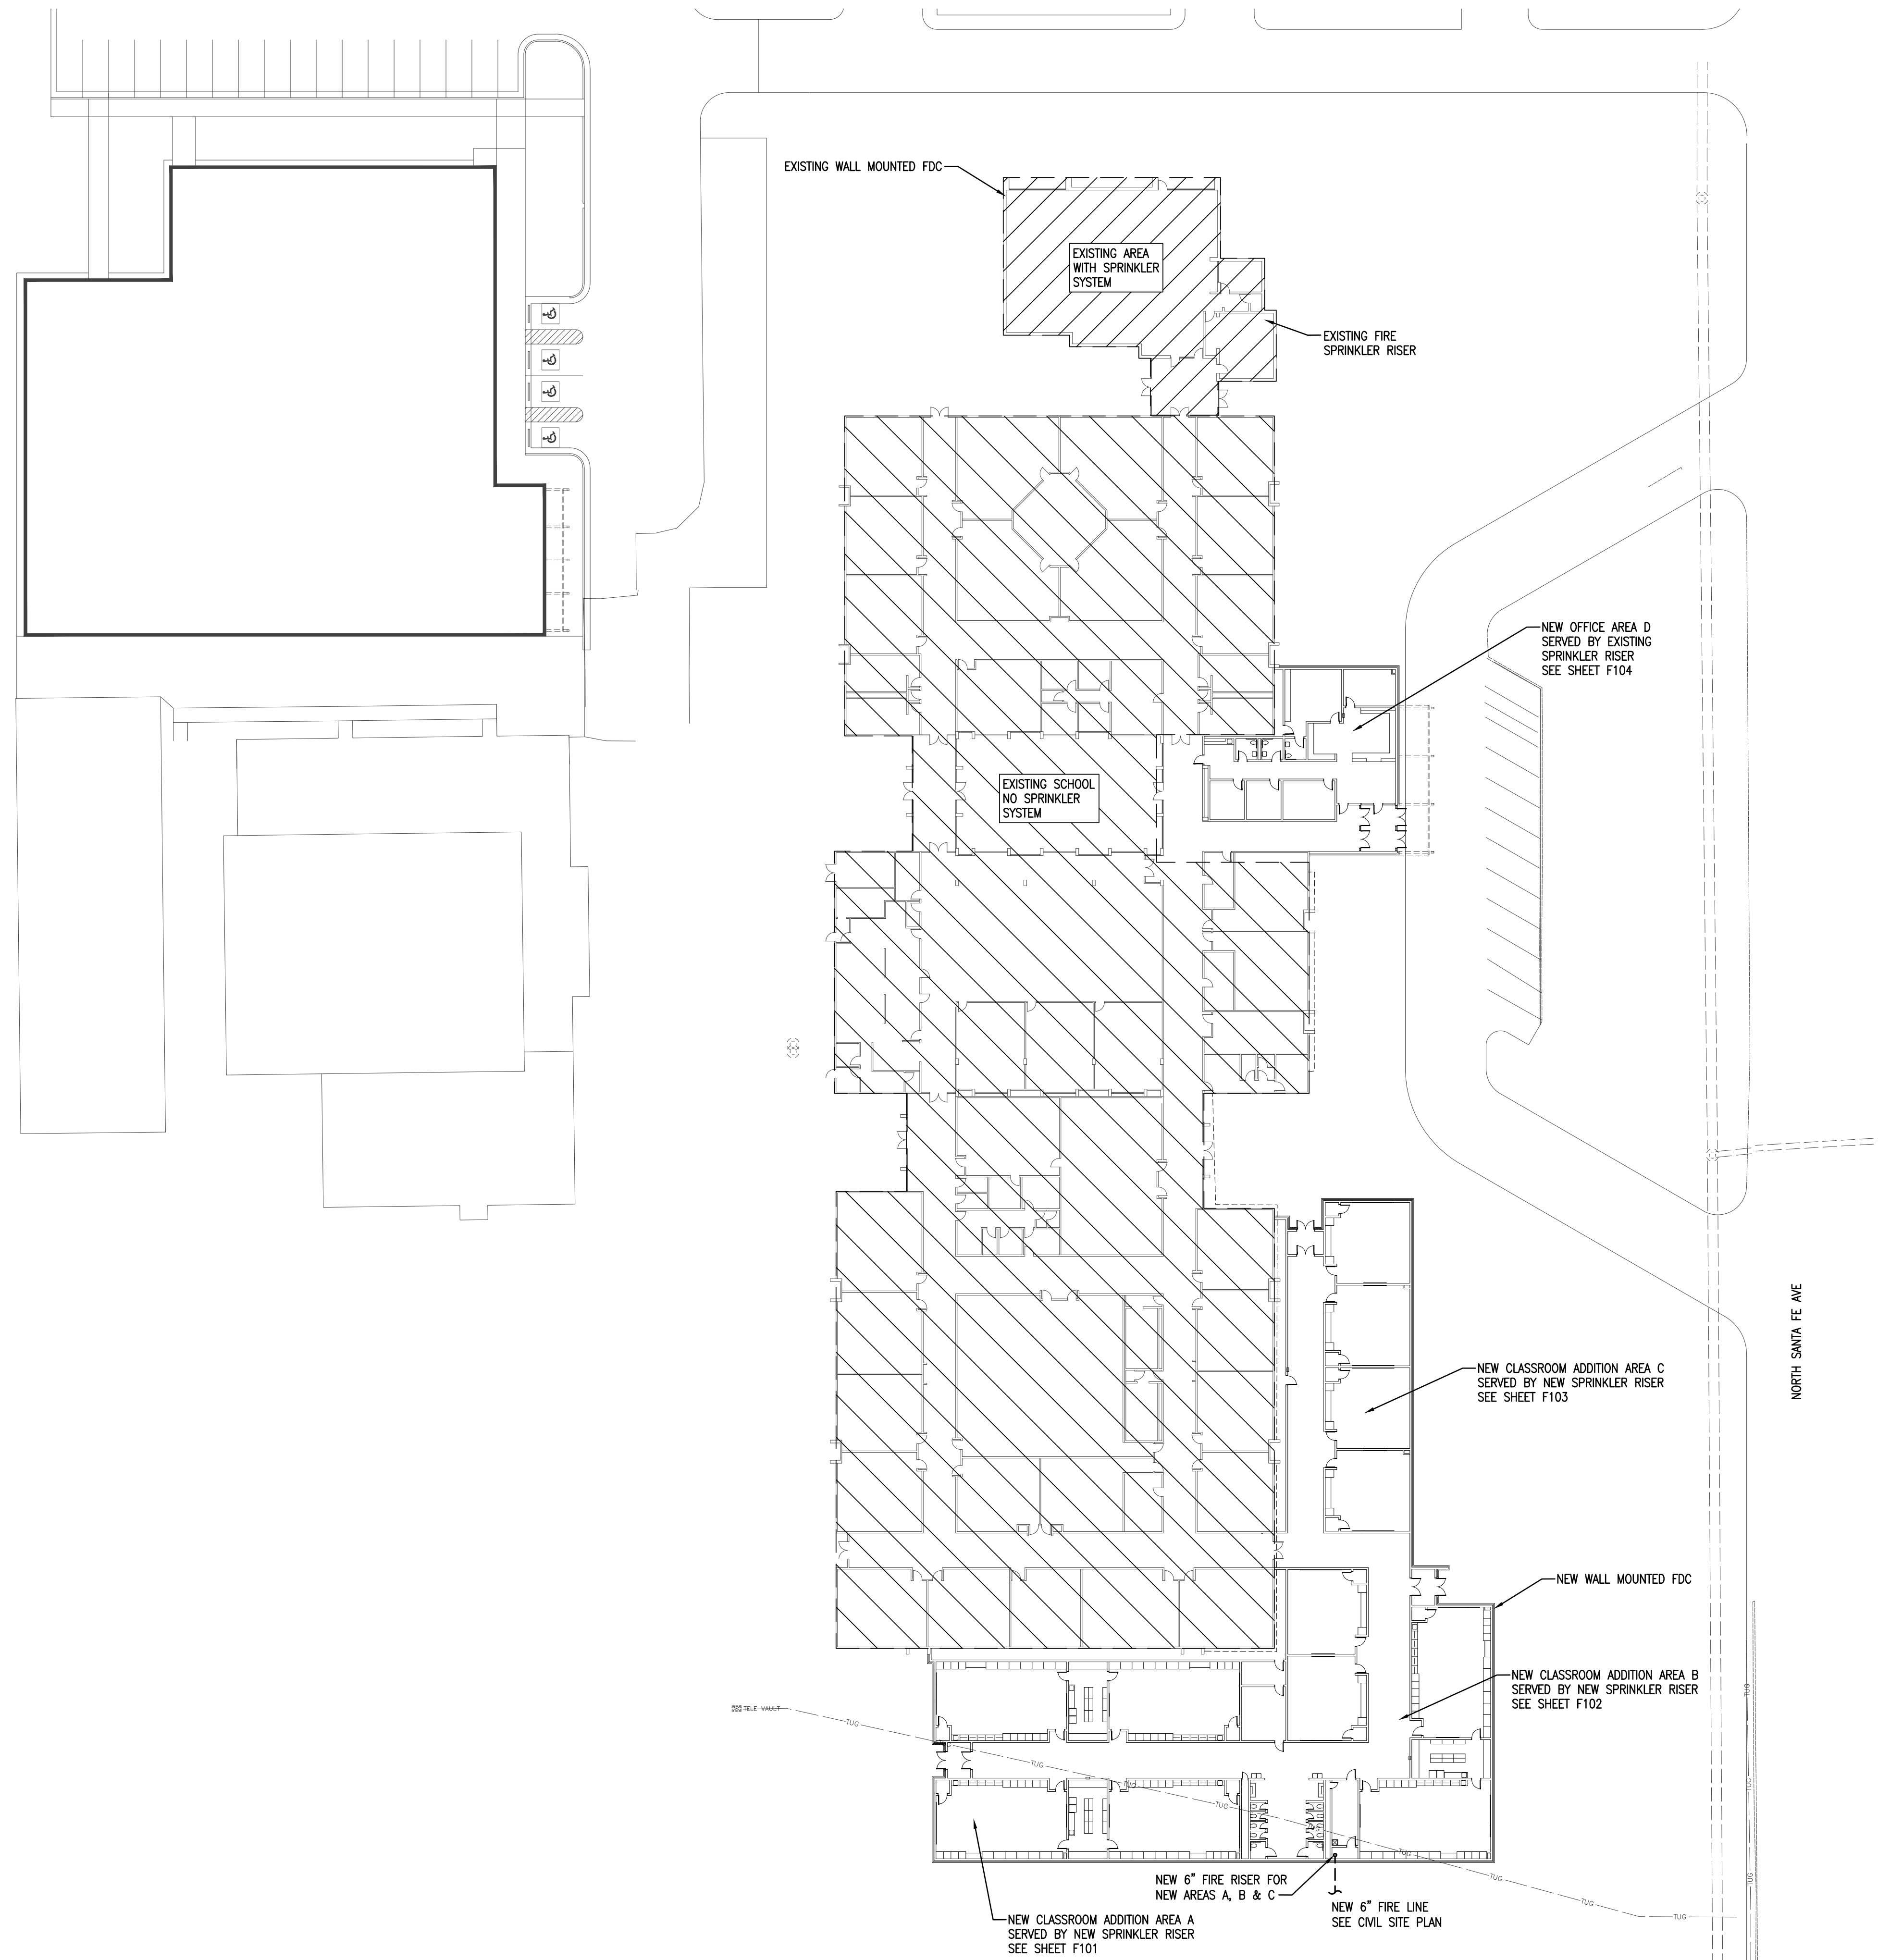 EXISTING WALL MOUNTED FDC
EXISTING AREA
WITH SPRINKLER
SYSTEM
EXISTING FIRE
SPRINKLER RISER
NEW OFFICE AREA D
SERVED BY EXISTING
SPRINKLER RISER
SEE SHEET F104
EXISTING SCHOOL
NO SPRINKLER
SYSTEM
NORTH SANTA FE AVE
NEW CLASSROOM ADDITION AREA C
SERVED BY NEW SPRINKLER RISER
SEE SHEET F103
NEW WALL MOUNTED FDC
NEW CLASSROOM ADDITION AREA B
SERVED BY NEW SPRINKLER RISER
SEE SHEET F102
TELE VAULT
TUG
TUG
TUG
TUG
TUG
TUG
TUG
TUG
TUG
TUG
TUG
TUG
NEW 6" FIRE RISER FOR
NEW AREAS A, B & C
NEW 6" FIRE LINE
SEE CIVIL SITE PLAN
NEW CLASSROOM ADDITION AREA A
SERVED BY NEW SPRINKLER RISER
SEE SHEET F101